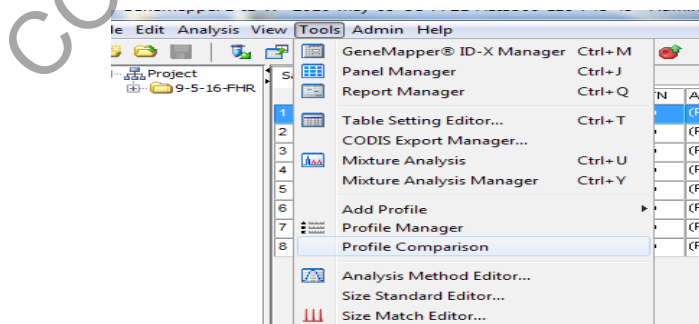 le Edit Analysis View Tools Admin Help
GeneMapper® ID-X Manager Ctrl+M
Project
Panel Manager Ctrl+J
9-5-16-FHR
Report Manager Ctrl+Q
1
Table Setting Editor... Ctrl+T
2
CODIS Export Manager...
3
Mixture Analysis Ctrl+U
4
Mixture Analysis Manager Ctrl+Y
5
6
Add Profile
7
Profile Manager
8
Profile Comparison
Analysis Method Editor...
Size Standard Editor...
Size Match Editor...